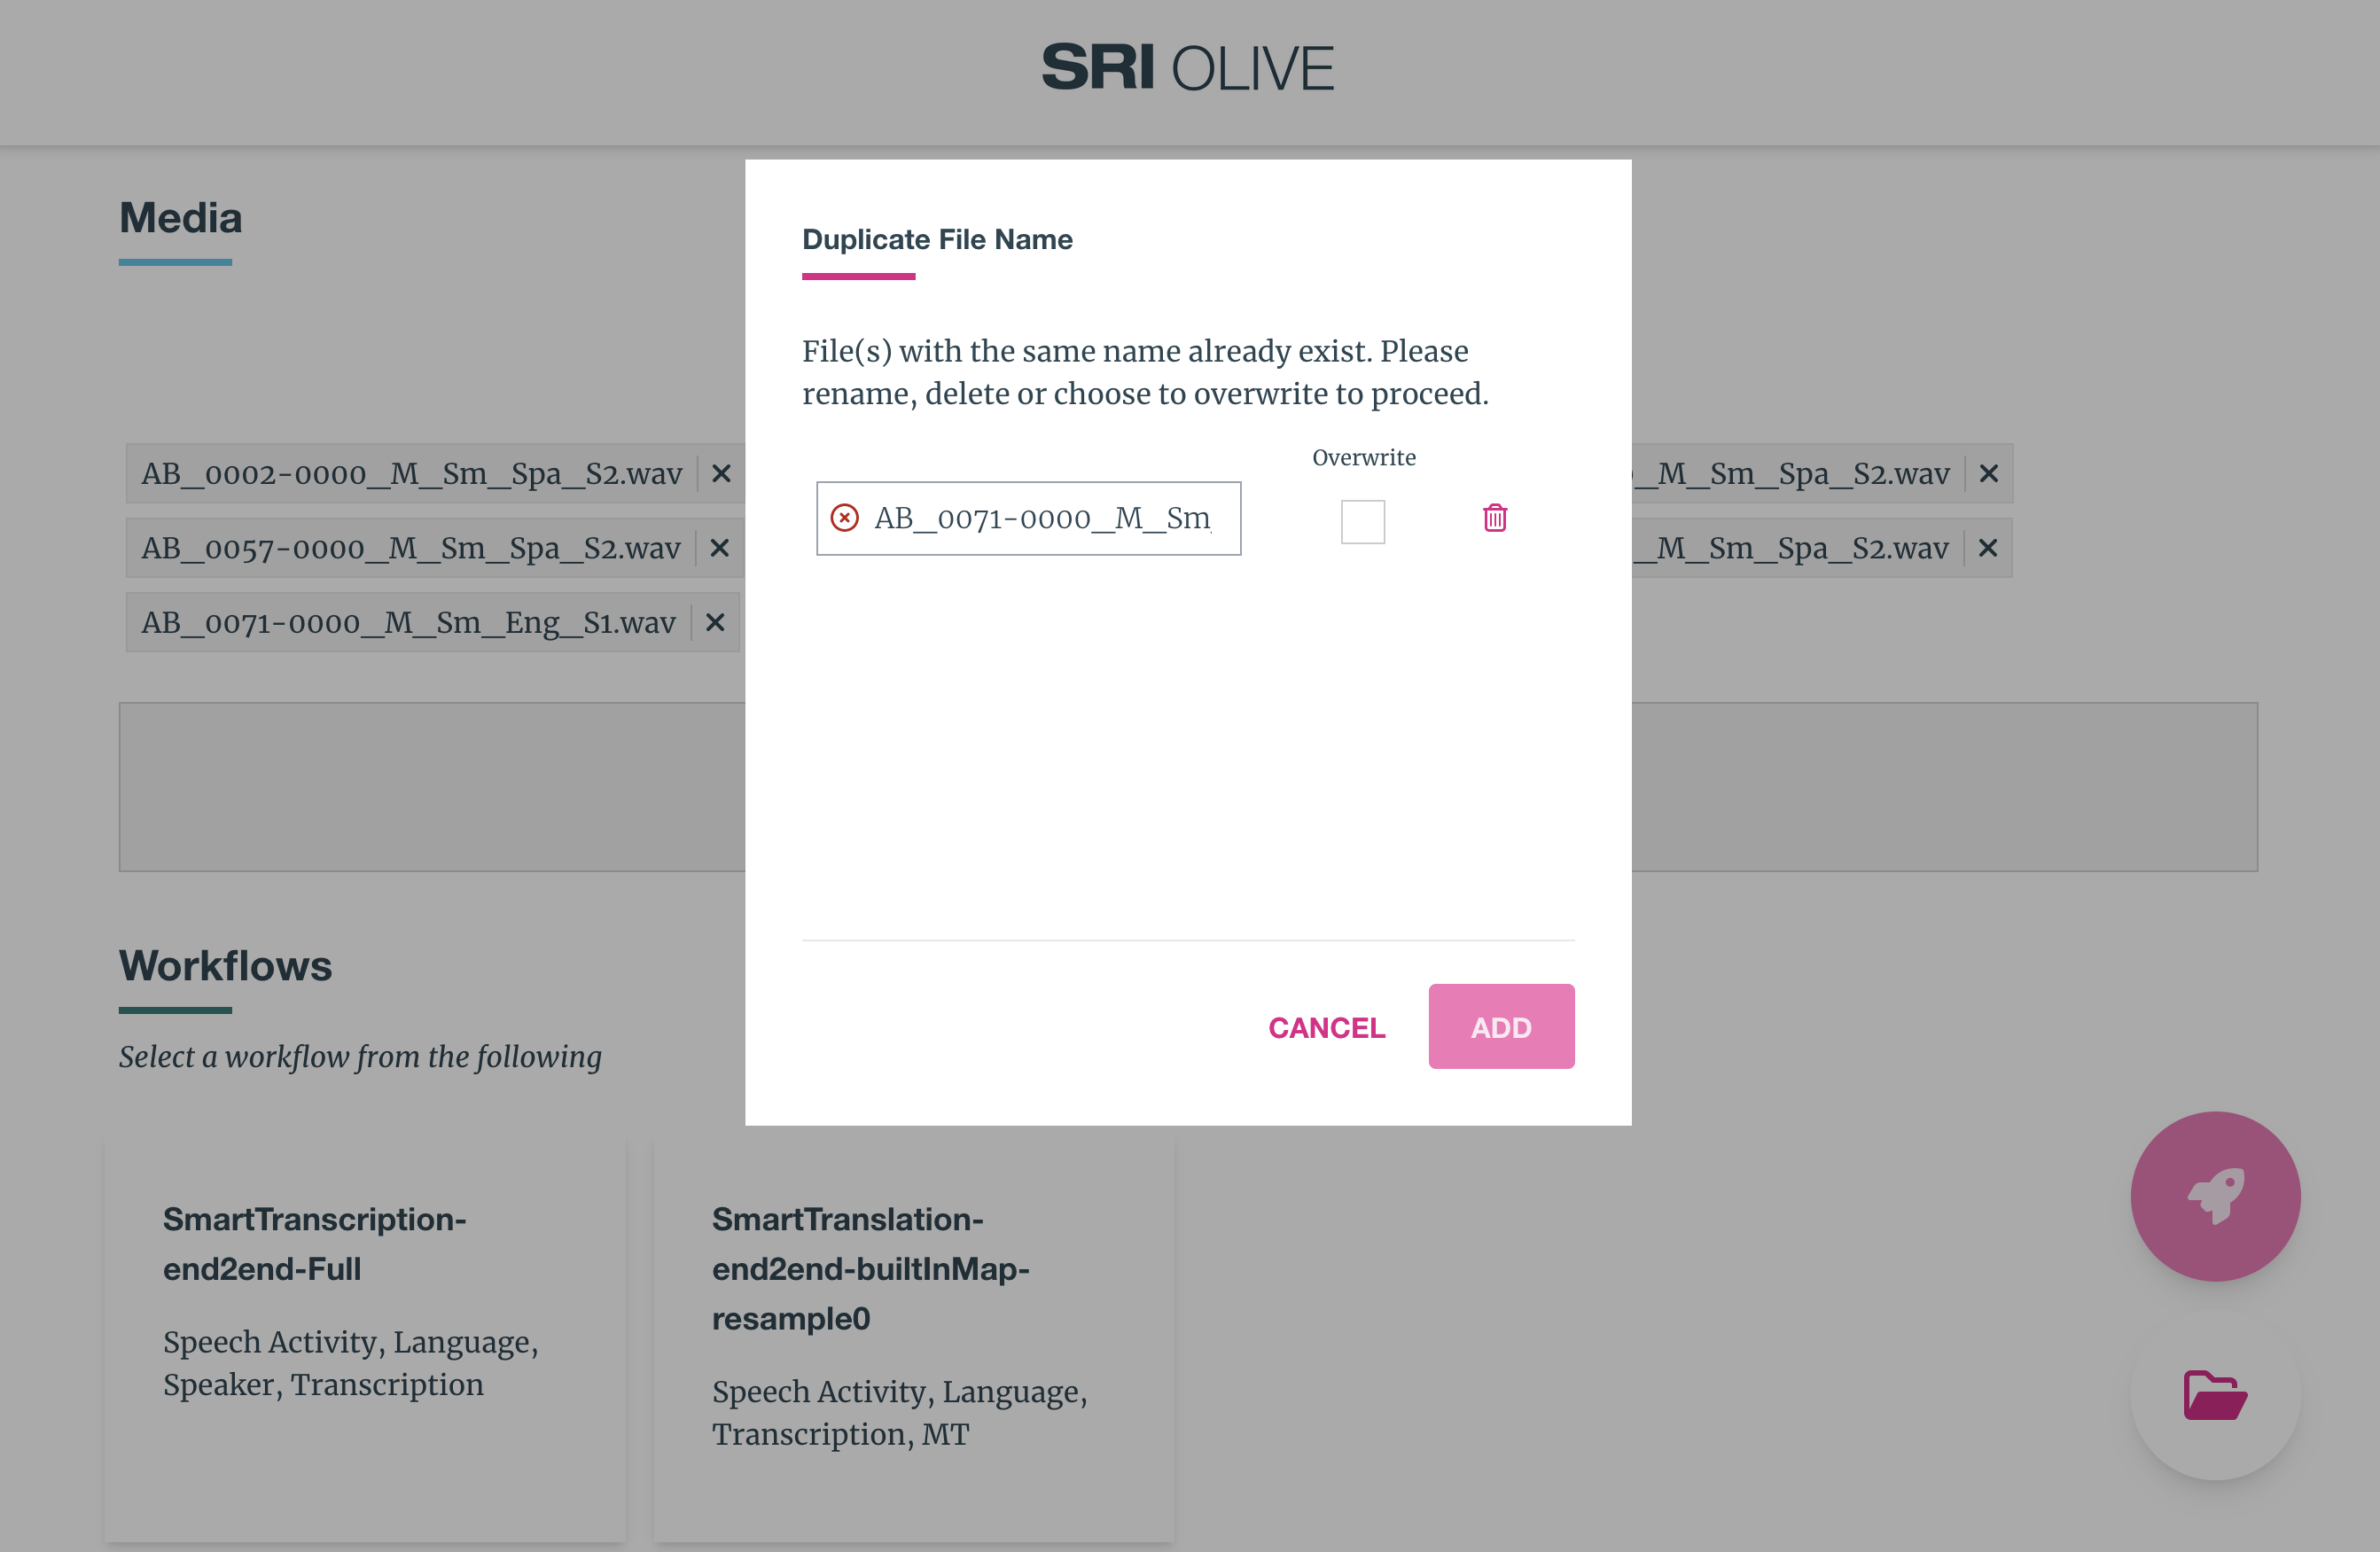 SRI OLIVE
Media
Duplicate File Name
File(s) with the same name already exist. Please
rename, delete or choose to overwrite to proceed.
Overwrite
AB_0002-0000_M_Sm_Spa_S2.wav
_M_Sm_Spa_S2.wav
AB_0071-0000_M_Sm
AB_0057-0000_M_Sm_Spa_S2.wav
_M_Sm_Spa_S2.wav
AB_0071-0000_M_Sm_Eng_S1.wav
CANCEL
ADD
Workflows
Select a workflow from the following
SmartTranscription-
end2end-Full
Speech Activity, Language,
Speaker, Transcription
SmartTranslation-
end2end-builtInMap-
resample0
Speech Activity, Language,
Transcription, MT